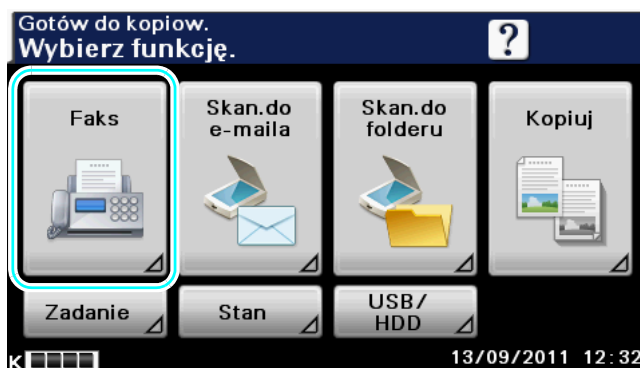 Gotów do kopiow.
Wybierz funkcję.
?
Faks
Skan.do
e-maila
Skan.do
folderu
Kopiuj
Zadanie
Stan
USB/
HDD
K
13/09/2011 12:32